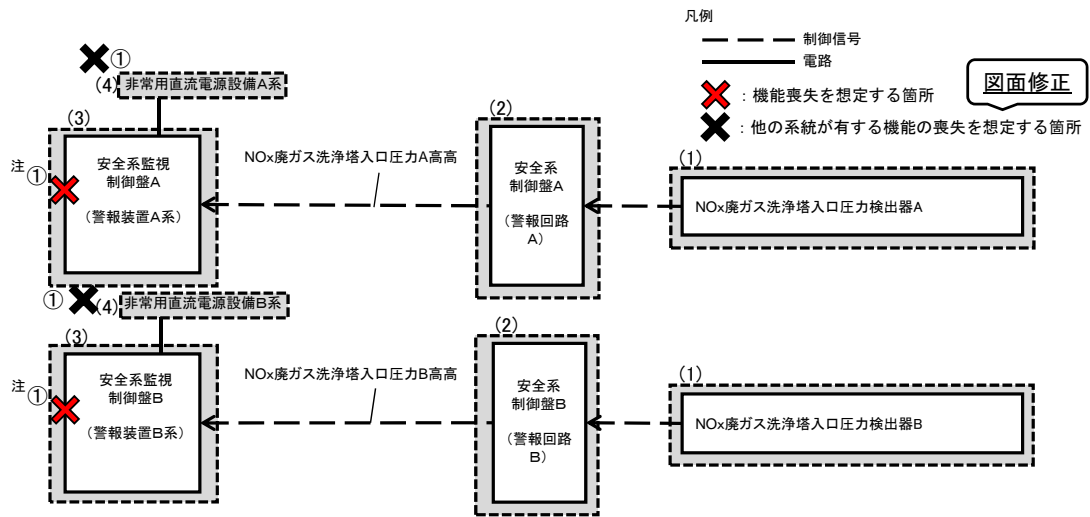 凡例
制御信号
電路
：機能喪失を想定する箇所
：他の系統が有する機能の喪失を想定する箇所
図面修正
①
(4) 非常用直流電源設備A系
(3)
注①
安全系監視
制御盤A
（警報装置A系）
NOx廃ガス洗浄塔入口圧力A高高
(2)
安全系
制御盤A
（警報回路
A）
(1)
NOx廃ガス洗浄塔入口圧力検出器A
①
(4) 非常用直流電源設備B系
(3)
注①
安全系監視
制御盤B
（警報装置B系）
NOx廃ガス洗浄塔入口圧力B高高
(2)
安全系
制御盤B
（警報回路
B）
(1)
NOx廃ガス洗浄塔入口圧力検出器B